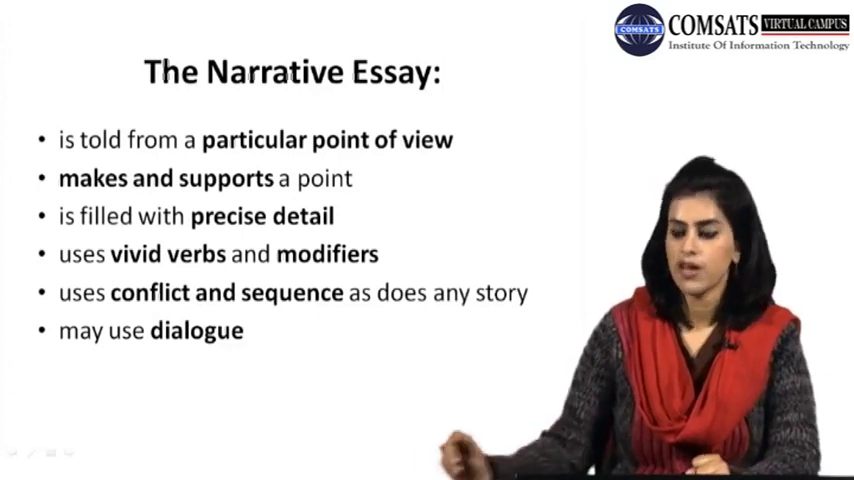 COMSATS VIRTUAL CAMPUS
COMSATS
Institute Of Information Technology
The Narrative Essay:
• is told from a particular point of view
• makes and supports a point
• is filled with precise detail
• uses vivid verbs and modifiers
• uses conflict and sequence as does any story
• may use dialogue